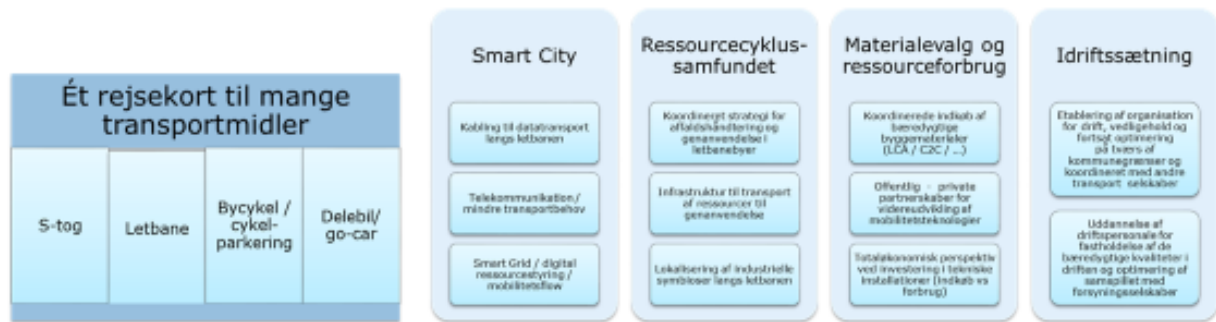 Ét rejsekort til mange
transportmidler
S-tog
Letbane
Bycykel /
cykel-
parkering
Delebil/
go-car
Smart City
Kabling til datatransport
langs letbanen
Telekommunikation /
mindre transportbehov
Smart Grid / digital
ressourcestyring /
mobilitetsflow
Ressourcecyklus-
samfundet
Koordineret strategi for
affaldshåndtering og
genanvendelse i
letbanebyer
Infrastruktur til transport
af ressourcer til
genanvendelse
Lokalisering af industrielle
symbioser langs letbanen
Materialevalg og
ressourceforbrug
Koordinerede indkøb af
bæredygtige
byggematerialer
(LCA / C2C / ...)
Offentlig - private
partnerskaber for
videreudvikling af
mobilitetsteknologier
Totaløkonomisk perspektiv
ved investering i tekniske
installationer (indkøb vs
forbrug)
Idriftssætning
Etablering af organisation
for drift, vedligehold og
fortsat optimering
på tværs af
kommunegrænser og
koordineret med andre
transport selskaber
Uddannelse af
driftspersonale for
fastholdelse af de
bæredygtige kvaliteter i
driften og optimering af
samspillet med
forsyningsselskaber